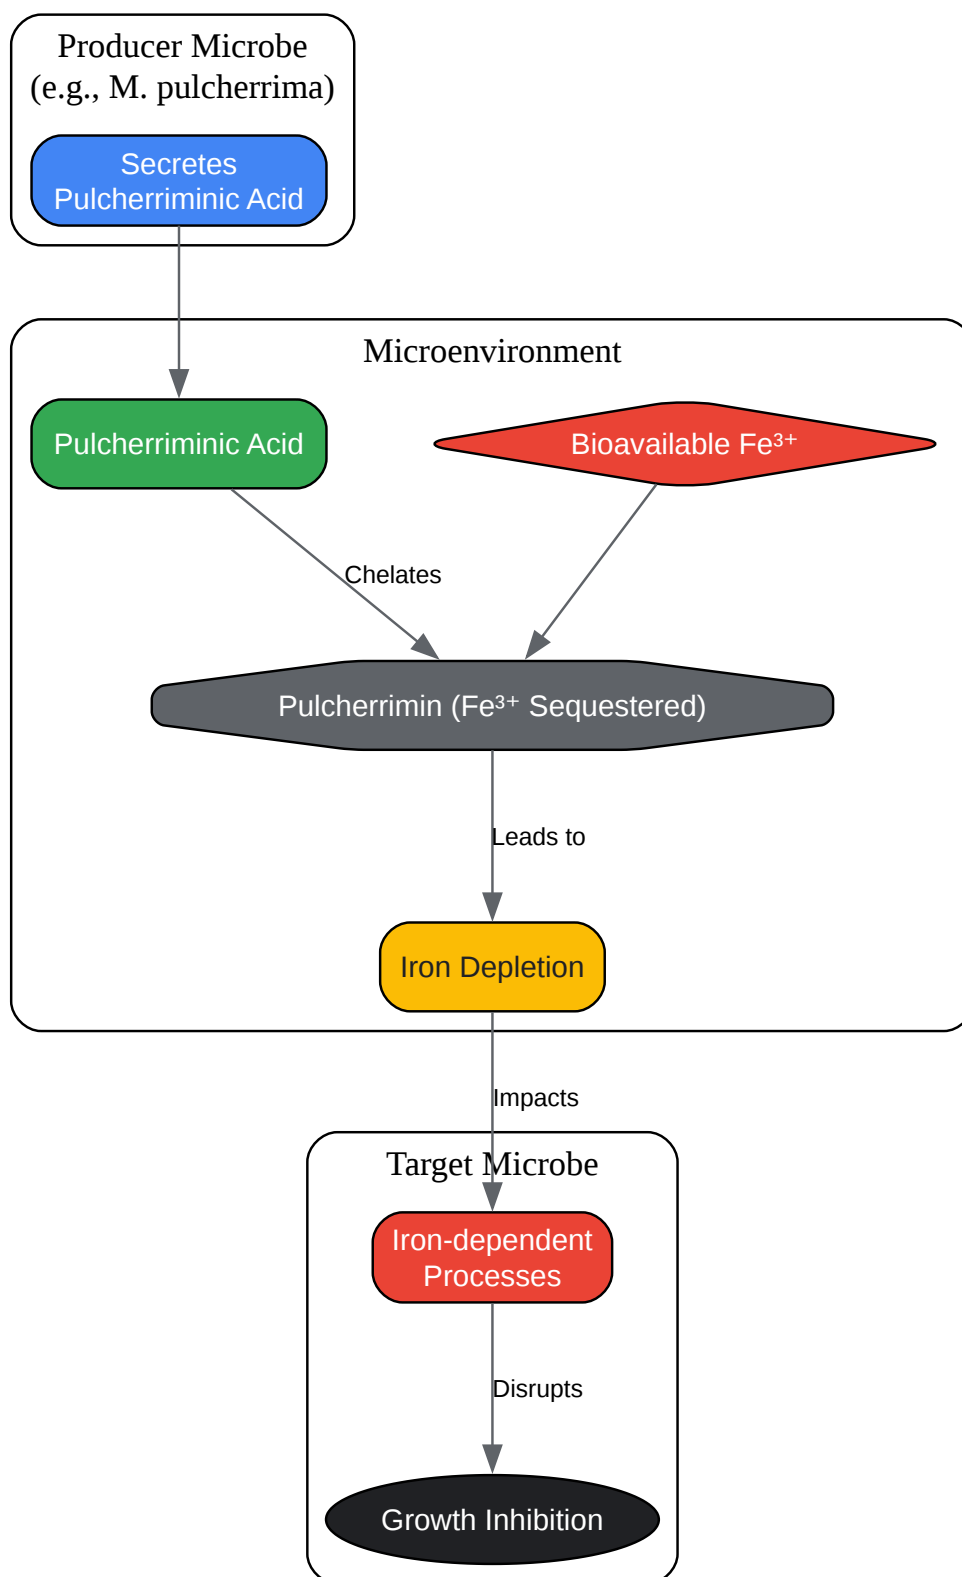 Producer Microbe
(e.g., M. pulcherrima)
Secretes
Pulcherriminic Acid
Microenvironment
Pulcherriminic Acid
Bioavailable Fe³⁺
Chelates
Pulcherrimin (Fe³⁺ Sequestered)
Leads to
Iron Depletion
Impacts
Target Microbe
Iron-dependent
Processes
Disrupts
Growth Inhibition